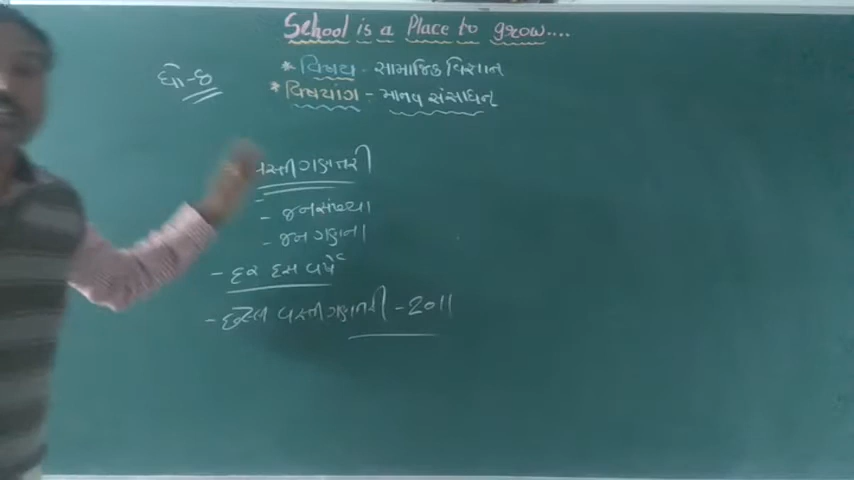 School is a Place to grow....
ધો-૬
* વિષય - સામાજિક વિજ્ઞાન
* વિષયાંગ - માનવ સંસાધન
વસ્તી ગણતરી
- જનસંખ્યા
- જન ગણના
- દર દસ વર્ષે
- છેલ્લે વસ્તીગણતરી - 2011